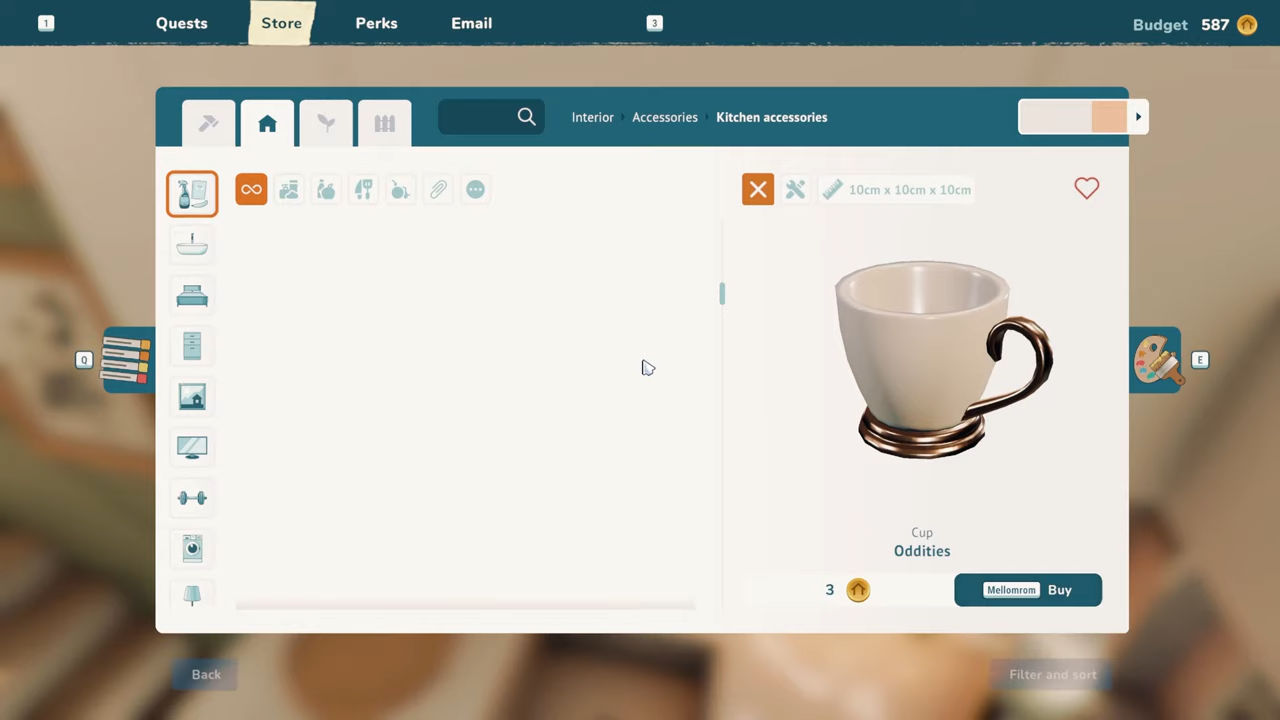 1 Quests Store Perks Email 3 Budget 587
Interior Accessories Kitchen accessories
10cm x 10cm x 10cm
Q
E
Cup
Oddities
3 Mellomrom Buy
Back Filter and sort